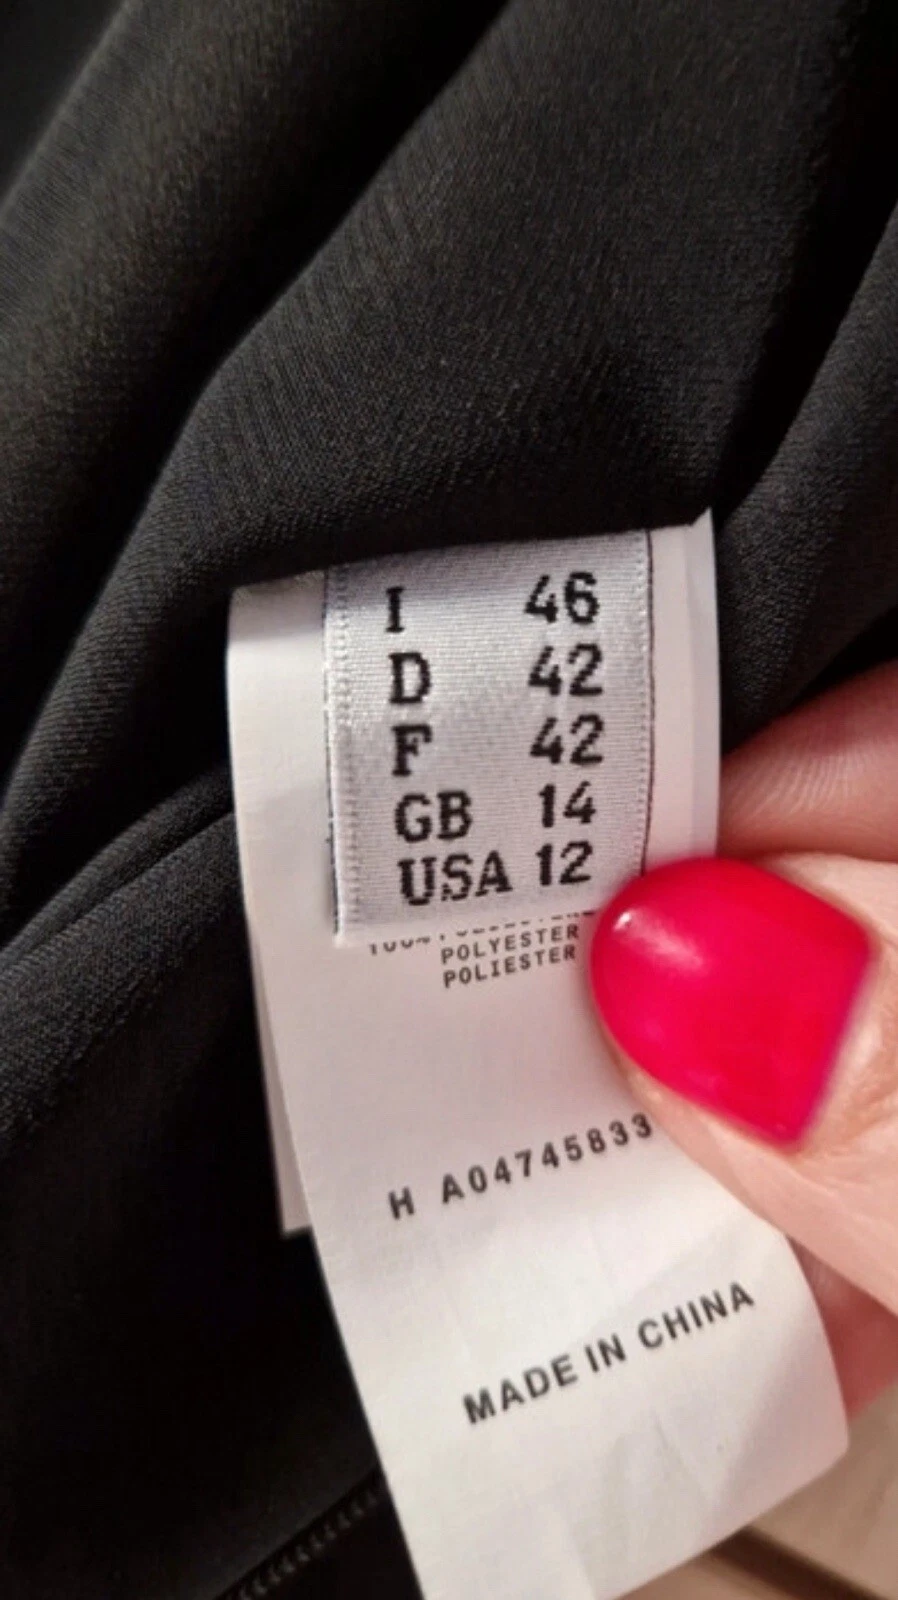 I 46
D 42
F 42
GB 14
USA 12
POLYESTER
POLIESTER
H A04745833
MADE IN CHINA